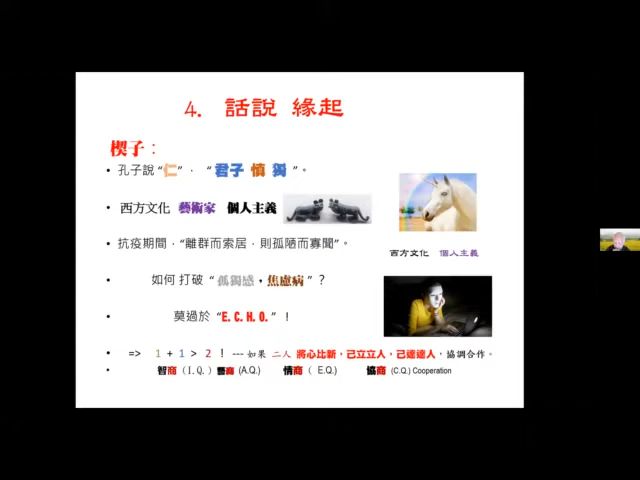 4. 話說 緣起
楔子：
• 孔子說“仁”，“君子 慎 獨”。
• 西方文化 藝術家 個人主義
西方文化 個人主義
• 抗疫期間，“離群而索居，則孤陋而寡聞”。
• 如何 打破“孤獨感，焦慮病”？
• 莫過於“E. C. H. O.”！
• => 1 + 1 > 2 ! --- 如果 二人 將心比新，己立立人，己達達人，協調合作。
• 智商（I. Q.）藝商 (A.Q.) 情商（ E.Q.) 協商 (C.Q.) Cooperation